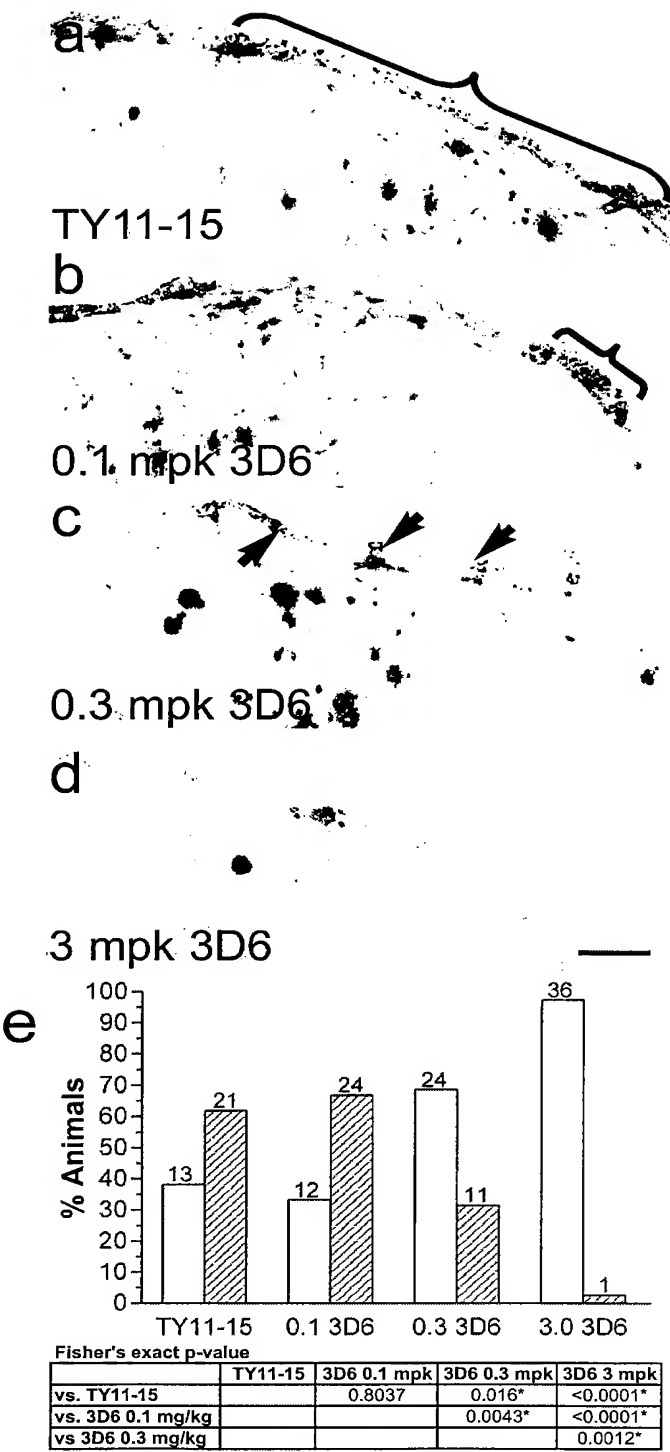 a
TY11-15
b
0.1 mpk 3D6
c
0.3 mpk 3D6
d
3 mpk 3D6
e
% Animals
100
90
80
70
60
50
40
30
20
10
0
13 21 12 24 24 11 36 1
TY11-15 0.1 3D6 0.3 3D6 3.0 3D6
Fisher's exact p-value
TY11-15 3D6 0.1 mpk 3D6 0.3 mpk 3D6 3 mpk
vs. TY11-15 0.8037 0.016* <0.0001*
vs. 3D6 0.1 mg/kg 0.0043* <0.0001*
vs 3D6 0.3 mg/kg 0.0012*